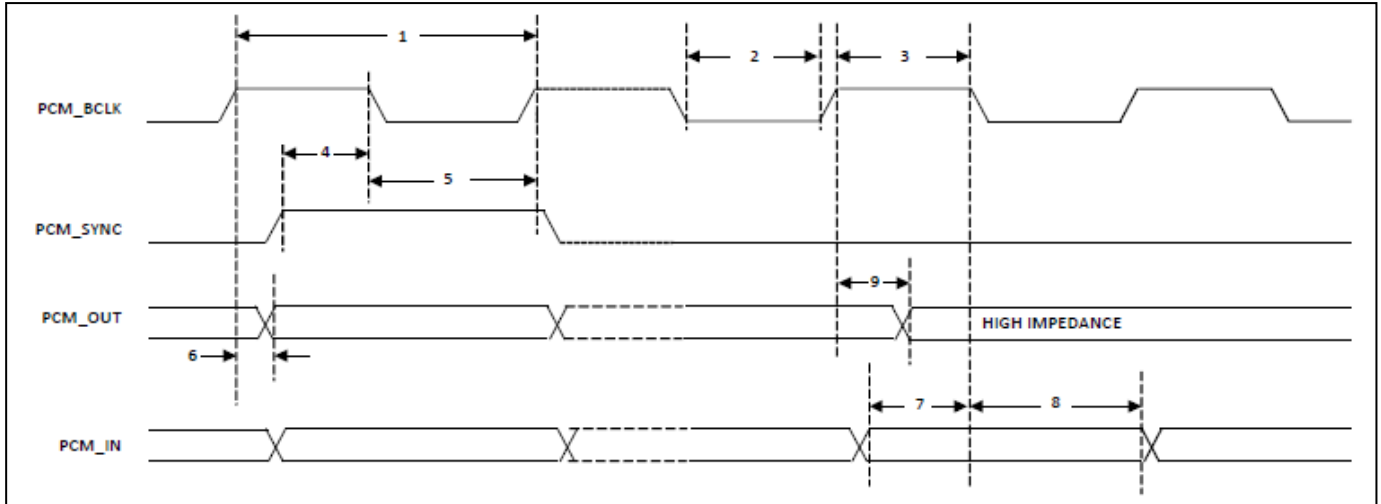 1
2
3
PCM_BCLK
4
5
PCM_SYNC
9
PCM_OUT
HIGH IMPEDANCE
6
7
8
PCM_IN